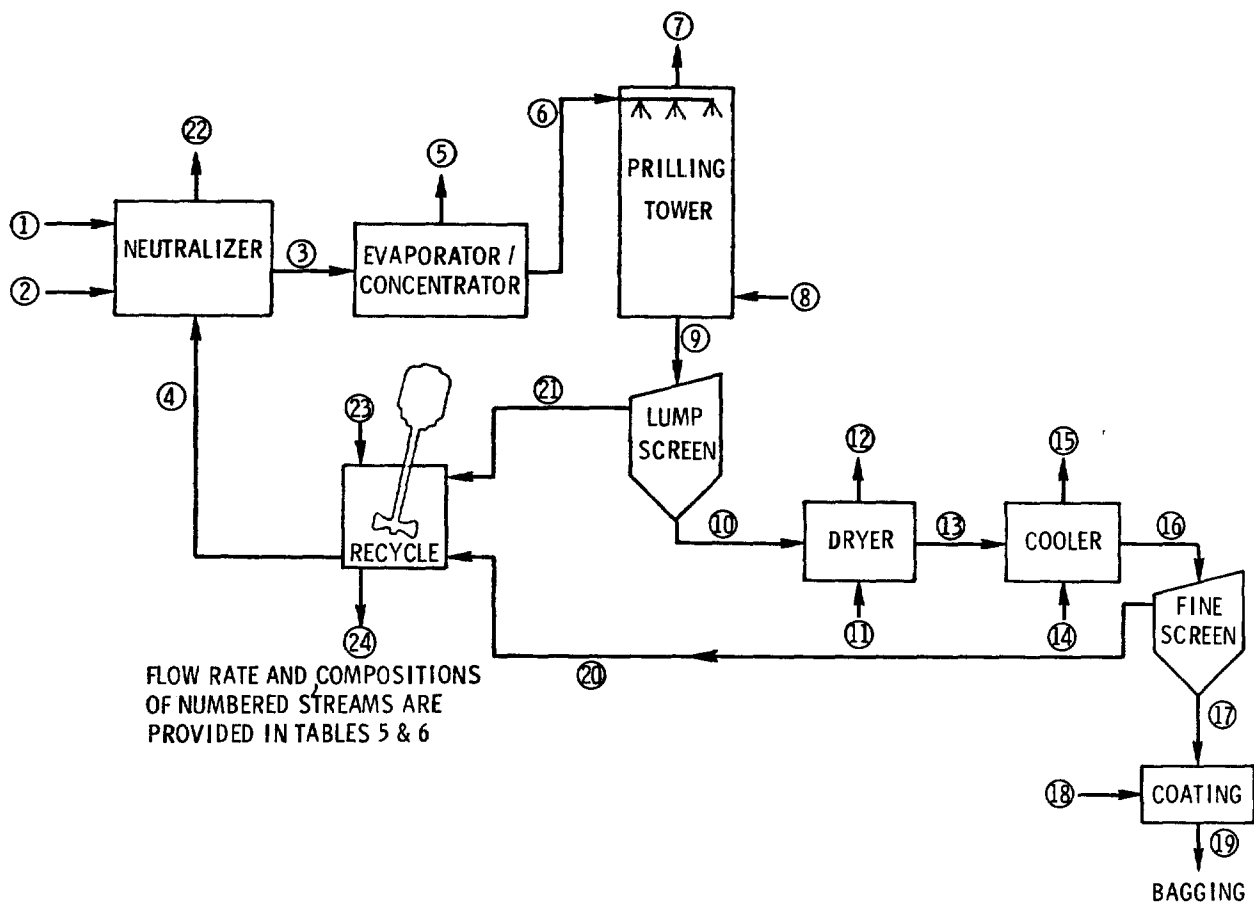 ⑦
⑥
㉒
⑤
PRILLING
TOWER
①
NEUTRALIZER
③
EVAPORATOR /
CONCENTRATOR
②
⑧
⑨
④
㉑
LUMP
SCREEN
㉓
⑫
⑮
⑩
DRYER
⑬
COOLER
⑯
RECYCLE
FINE
SCREEN
㉔
⑪
⑭
⑳
FLOW RATE AND COMPOSITIONS
OF NUMBERED STREAMS ARE
PROVIDED IN TABLES 5 & 6
⑰
⑱
COATING
⑲
BAGGING